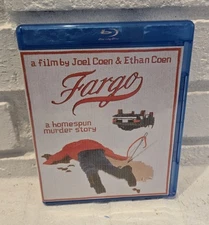 a film by Joel Coen & Ethan Coen
Fargo
a homespun
murder story